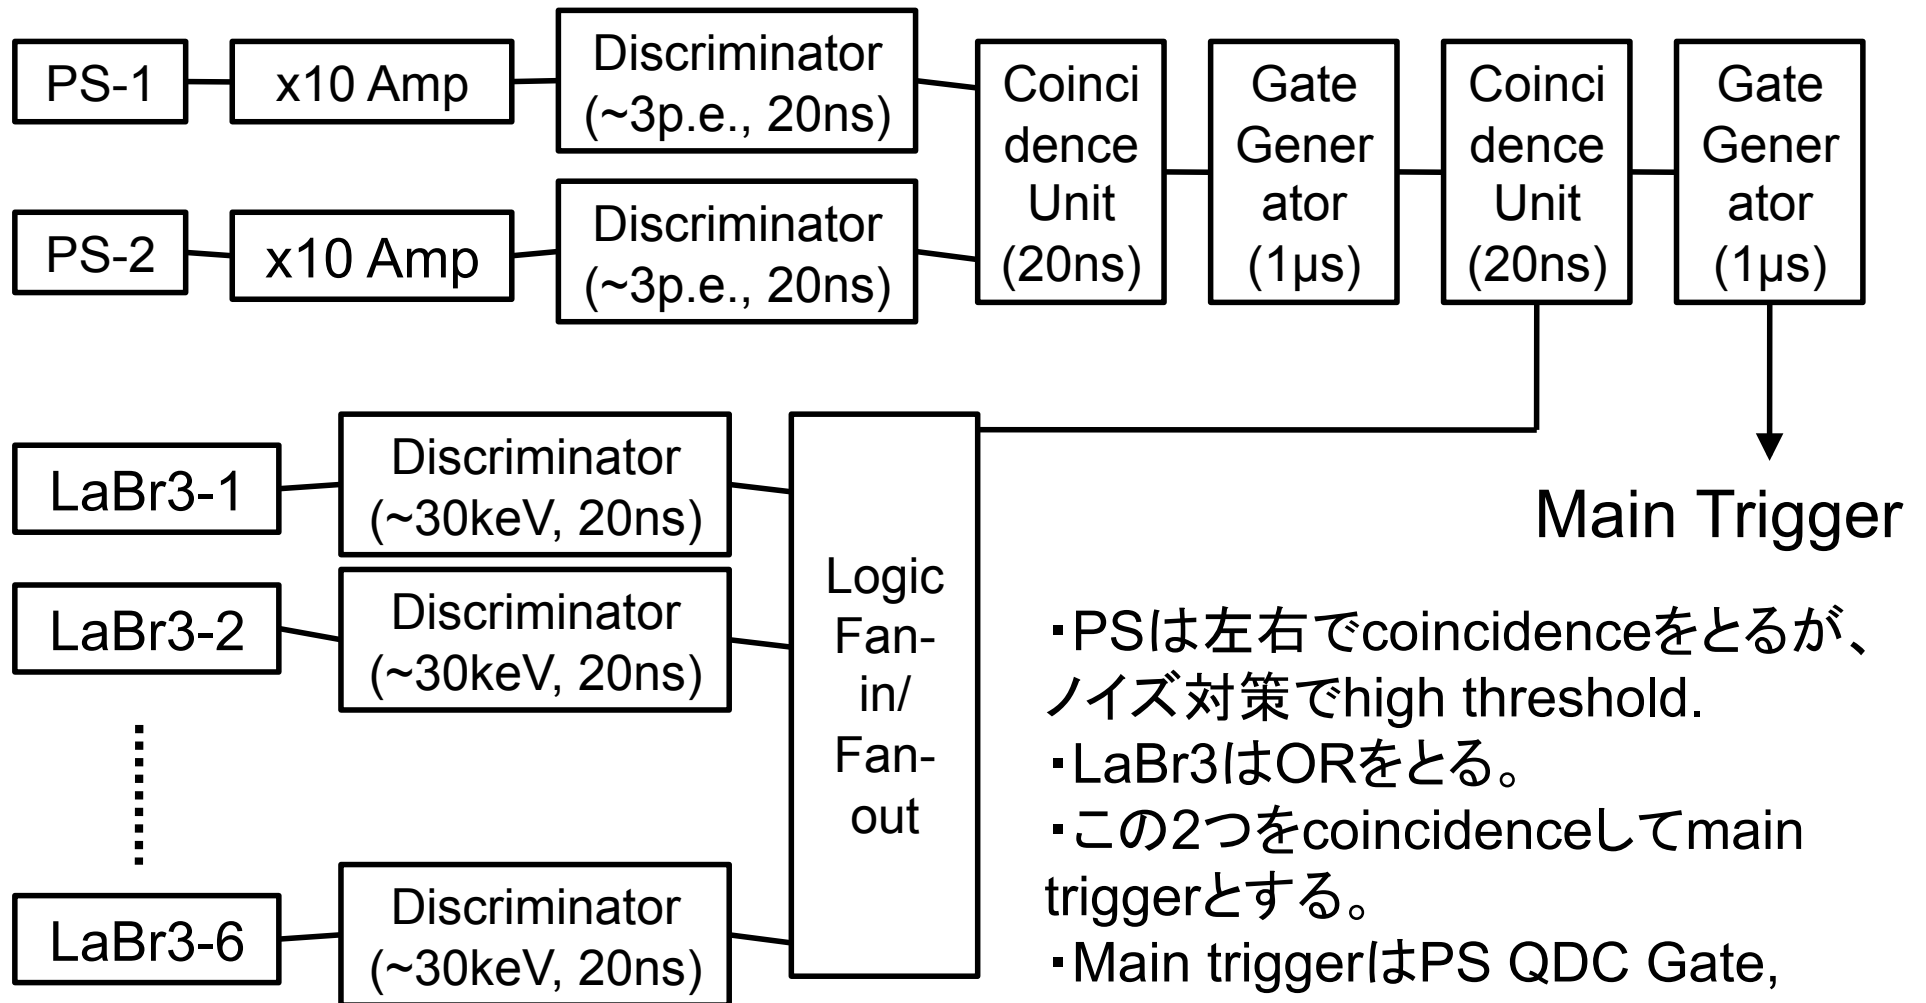 PS-1
x10 Amp
Discriminator
(~3p.e., 20ns)
Coinci
dence
Unit
(20ns)
Gate
Gener
ator
(1µs)
Coinci
dence
Unit
(20ns)
Gate
Gener
ator
(1µs)
PS-2
x10 Amp
Discriminator
(~3p.e., 20ns)
Main Trigger
LaBr3-1
Discriminator
(~30keV, 20ns)
LaBr3-2
Discriminator
(~30keV, 20ns)
LaBr3-6
Discriminator
(~30keV, 20ns)
Logic
Fan-
in/
Fan-
out
・PSは左右でcoincidenceをとるが、
ノイズ対策でhigh threshold.
・LaBr3はORをとる。
・この2つをcoincidenceしてmain
triggerとする。
・Main triggerはPS QDC Gate,